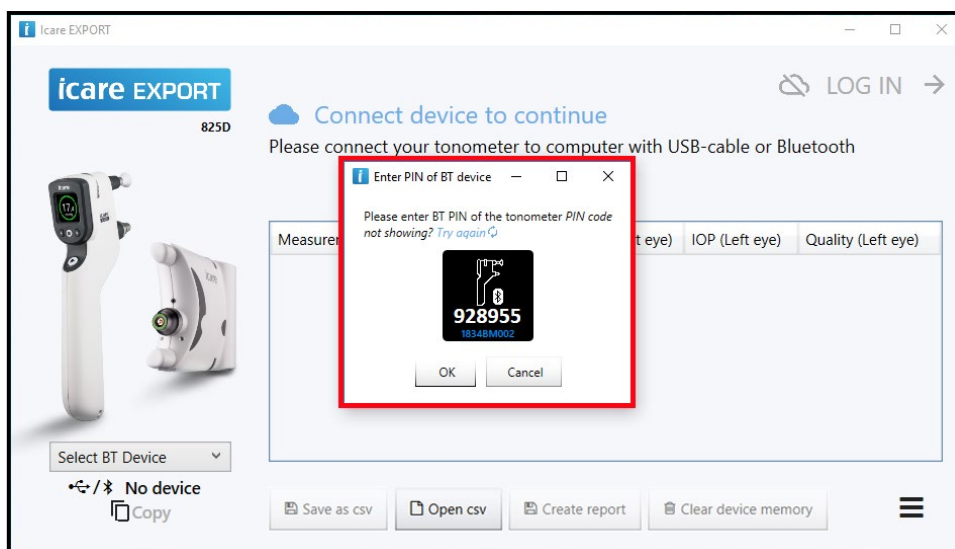 Icare EXPORT
icare EXPORT
825D
LOG IN
Connect device to continue
Please connect your tonometer to computer with USB-cable or Bluetooth
Enter PIN of BT device
Please enter BT PIN of the tonometer PIN code
not showing? Try again
928955
1834BM002
OK Cancel
Measurer t eye) IOP (Left eye) Quality (Left eye)
Select BT Device
/ No device
Copy
Save as csv Open csv Create report Clear device memory